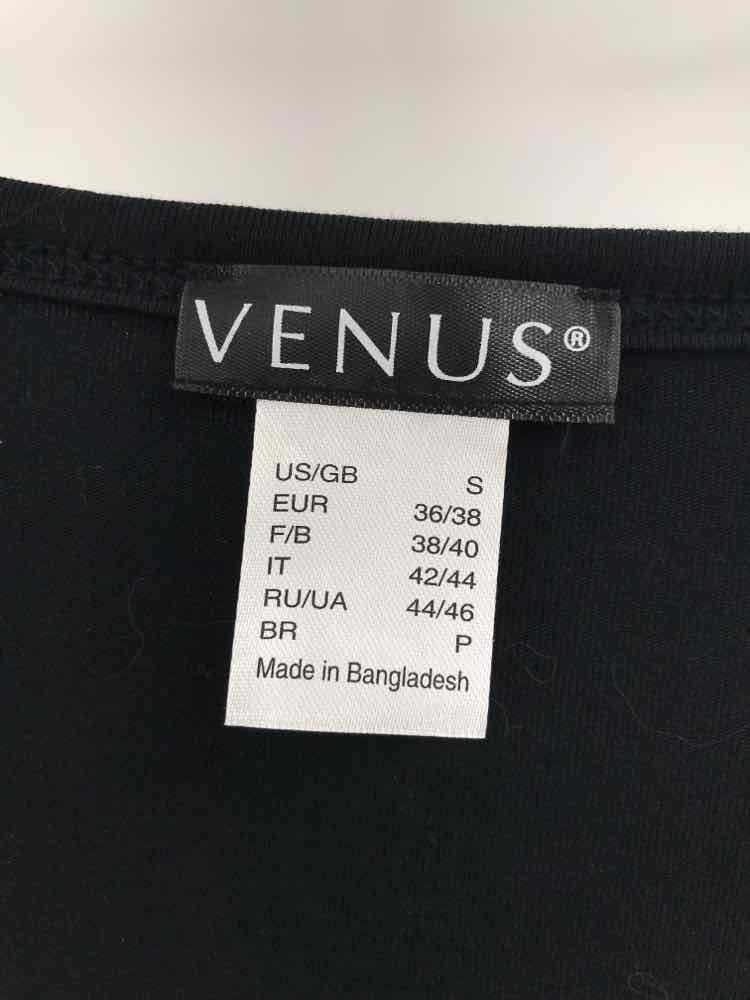 VENUS®
US/GB S
EUR 36/38
F/B 38/40
IT 42/44
RU/UA 44/46
BR P
Made in Bangladesh